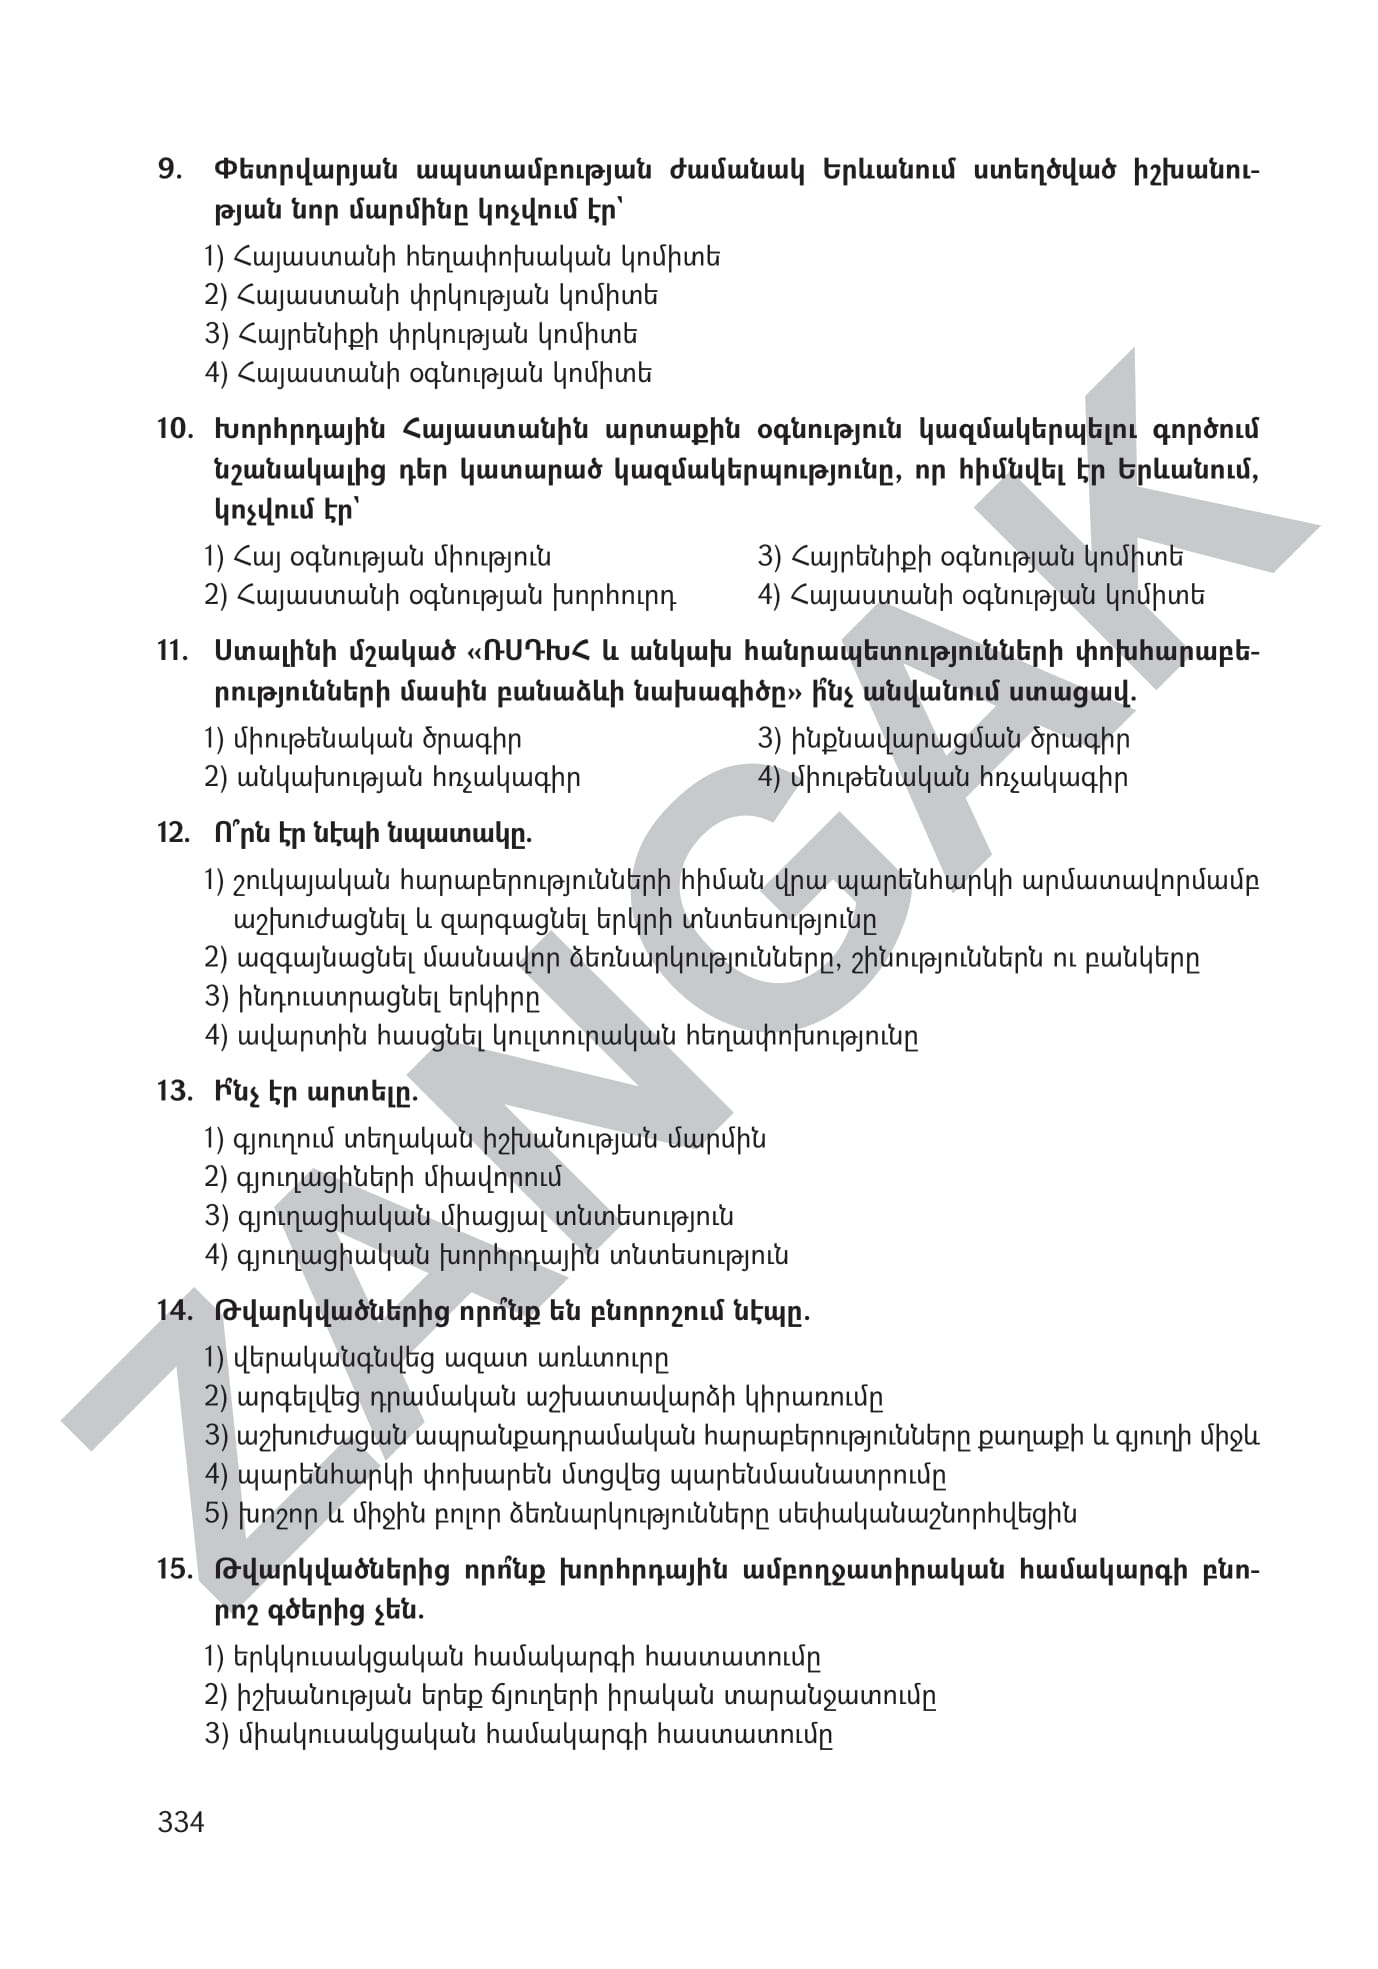 9. Փետրվարյան ապստամբության ժամանակ Երևանում ստեղծված իշխանու-
թյան նոր մարմինը կոչվում էր՝
1) Հայաստանի հեղափոխական կոմիտե
2) Հայաստանի փրկության կոմիտե
3) Հայրենիքի փրկության կոմիտե
4) Հայաստանի օգնության կոմիտե
10. Խորհրդային Հայաստանին արտաքին օգնություն կազմակերպելու գործում
նշանակալից դեր կատարած կազմակերպությունը, որ հիմնվել էր Երևանում,
կոչվում էր՝
1) Հայ օգնության միություն
2) Հայաստանի օգնության խորհուրդ
3) Հայրենիքի օգնության կոմիտե
4) Հայաստանի օգնության կոմիտե
11. Ստալինի մշակած «ՌՍԴԽՀ և անկախ հանրապետությունների փոխհարաբե-
րությունների մասին բանաձևի նախագիծը» ի՞նչ անվանում ստացավ.
1) միութենական ծրագիր
2) անկախության հռչակագիր
3) ինքնավարացման ծրագիր
4) միութենական հռչակագիր
12. Ո՞րն էր նէպի նպատակը.
1) շուկայական հարաբերությունների հիման վրա պարենհարկի արմատավորմամբ
աշխուժացնել և զարգացնել երկրի տնտեսությունը
2) ազգայնացնել մասնավոր ձեռնարկությունները, շինություններն ու բանկերը
3) ինդուստրացնել երկիրը
4) ավարտին հասցնել կուլտուրական հեղափոխությունը
13. Ի՞նչ էր արտելը.
1) գյուղում տեղական իշխանության մարմին
2) գյուղացիների միավորում
3) գյուղացիական միացյալ տնտեսություն
4) գյուղացիական խորհրդային տնտեսություն
14. Թվարկվածներից որո՞նք են բնորոշում նէպը.
1) վերականգնվեց ազատ առևտուրը
2) արգելվեց դրամական աշխատավարձի կիրառումը
3) աշխուժացան ապրանքադրամական հարաբերությունները քաղաքի և գյուղի միջև
4) պարենհարկի փոխարեն մտցվեց պարենմասնատրումը
5) խոշոր և միջին բոլոր ձեռնարկությունները սեփականաշնորհվեցին
15. Թվարկվածներից որո՞նք խորհրդային ամբողջատիրական համակարգի բնո-
րոշ գծերից չեն.
1) երկկուսակցական համակարգի հաստատումը
2) իշխանության երեք ճյուղերի իրական տարանջատումը
3) միակուսակցական համակարգի հաստատումը
334
ZANGAK